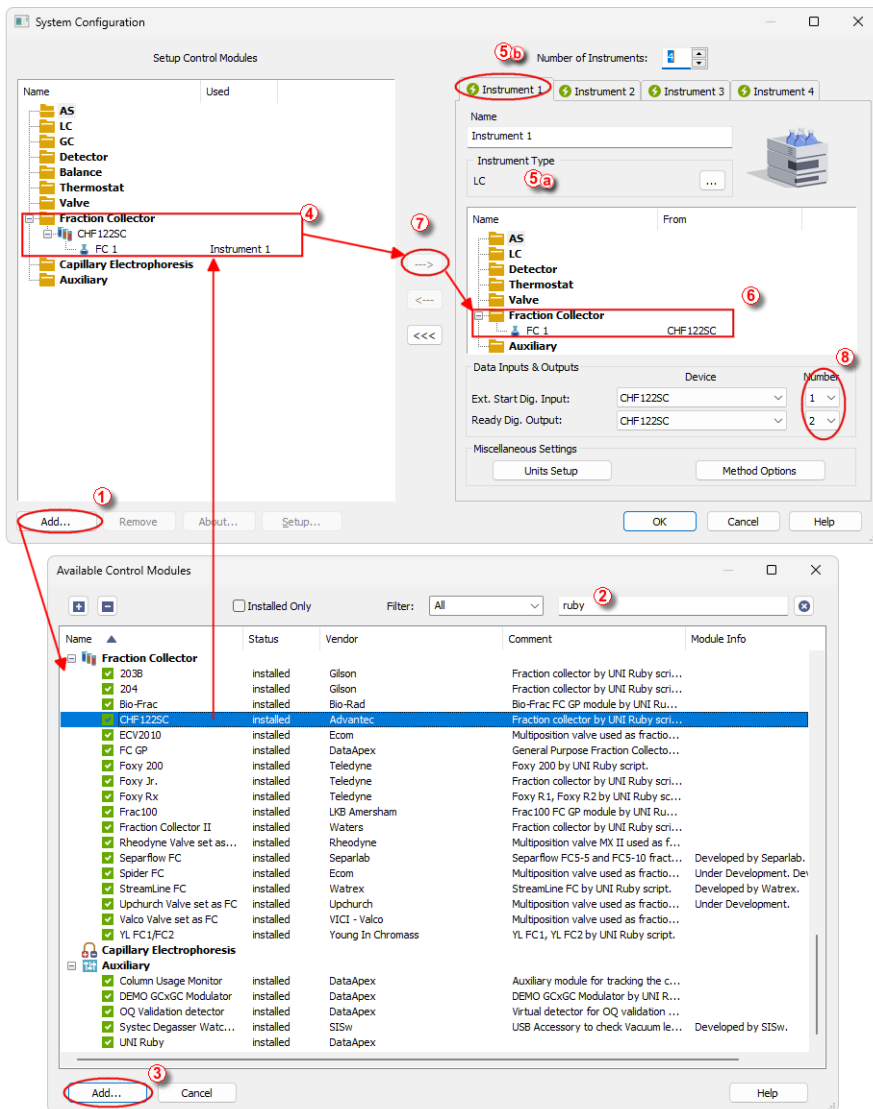 System Configuration
Setup Control Modules
5b Number of Instruments: 4
Name Used
AS
LC
GC
Detector
Balance
Thermostat
Valve
Fraction Collector
4
CHF122SC
FC 1 Instrument 1
Capillary Electrophoresis
Auxiliary
7
--->
<---
<<<
Instrument 1 Instrument 2 Instrument 3 Instrument 4
Name
Instrument 1
Instrument Type
LC 5a ...
Name From
AS
LC
Detector
Thermostat
Valve
6
Fraction Collector
FC 1 CHF122SC
Auxiliary
8
Data Inputs & Outputs
Device Number
Ext. Start Dig. Input: CHF122SC 1
Ready Dig. Output: CHF122SC 2
Miscellaneous Settings
Units Setup Method Options
1
Add... Remove About... Setup... OK Cancel Help
Available Control Modules
Installed Only Filter: All ruby 2
Name Status Vendor Comment Module Info
Fraction Collector
203B installed Gilson Fraction collector by UNI Ruby scri...
204 installed Gilson Fraction collector by UNI Ruby scri...
Bio-Frac installed Bio-Rad Bio-Frac FC GP module by UNI Ru...
CHF122SC installed Advantec Fraction collector by UNI Ruby scri...
ECV2010 installed Ecom Multiposition valve used as fractio...
FC GP installed DataApex General Purpose Fraction Collecto...
Foxy 200 installed Teledyne Foxy 200 by UNI Ruby script.
Foxy Jr. installed Teledyne Fraction collector by UNI Ruby scri...
Foxy Rx installed Teledyne Foxy R1, Foxy R2 by UNI Ruby sc...
Frac100 installed LKB Amersham Frac100 FC GP module by UNI Ru...
Fraction Collector II installed Waters Fraction collector by UNI Ruby scri...
Rheodyne Valve set as... installed Rheodyne Multiposition valve MX II used as f...
Separflow FC installed Separlab Separflow FC5-5 and FC5-10 fract... Developed by Separlab.
Spider FC installed Ecom Multiposition valve used as fractio... Under Development. Dev
StreamLine FC installed Watrex StreamLine FC by UNI Ruby script. Developed by Watrex.
Upchurch Valve set as FC installed Upchurch Multiposition valve used as fractio... Under Development.
Valco Valve set as FC installed VICI - Valco Multiposition valve used as fractio...
YL FC1/FC2 installed Young In Chromass YL FC1, YL FC2 by UNI Ruby script.
Capillary Electrophoresis
Auxiliary
Column Usage Monitor installed DataApex Auxiliary module for tracking the c...
DEMO GCxGC Modulator installed DataApex DEMO GCxGC Modulator by UNI R...
OQ Validation detector installed DataApex Virtual detector for OQ validation ...
Systec Degasser Watc... installed SISw USB Accessory to check Vacuum le... Developed by SISw.
UNI Ruby installed DataApex
3
Add... Cancel Help